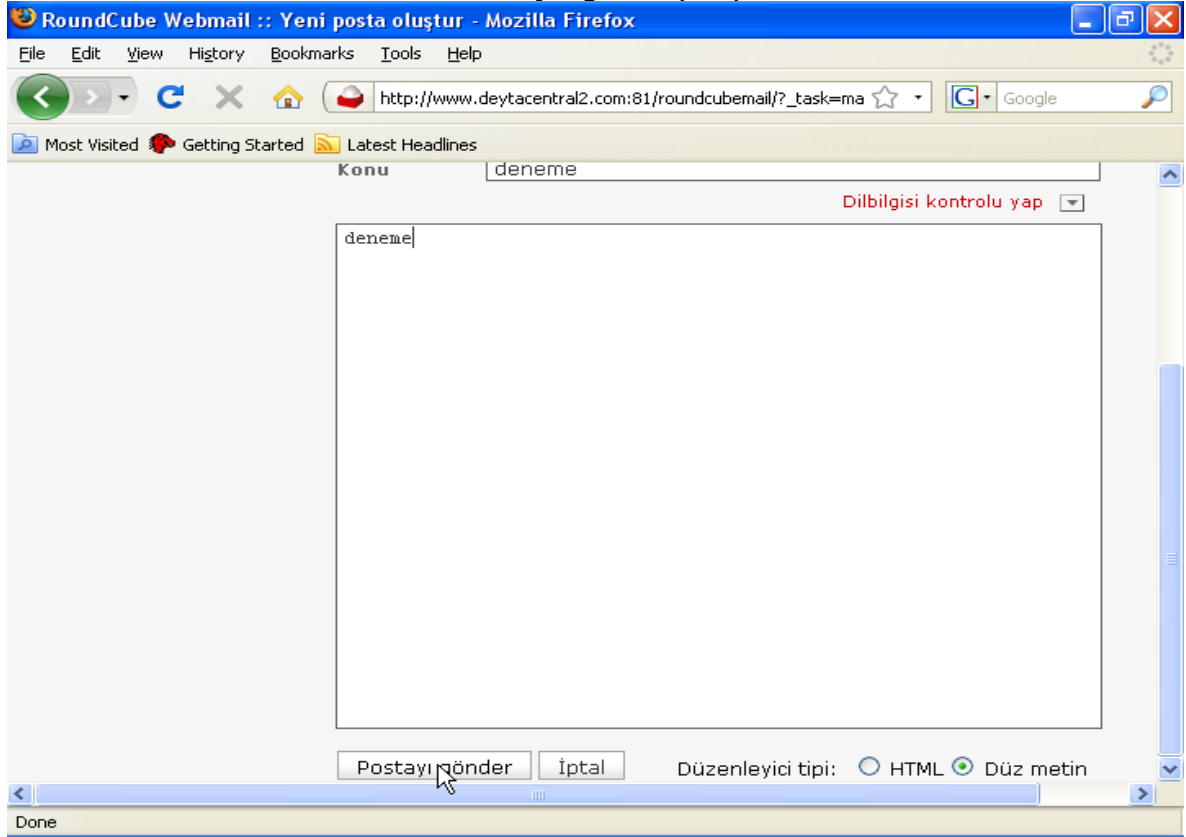 RoundCube Webmail :: Yeni posta oluştur - Mozilla Firefox
File Edit View History Bookmarks Tools Help
http://www.deytacentral2.com:81/roundcubemail/?_task=ma G Google
Most Visited Getting Started Latest Headlines
Konu deneme
Dilbilgisi kontrolu yap
deneme
Postayı gönder İptal Düzenleyici tipi: HTML Düz metin
Done